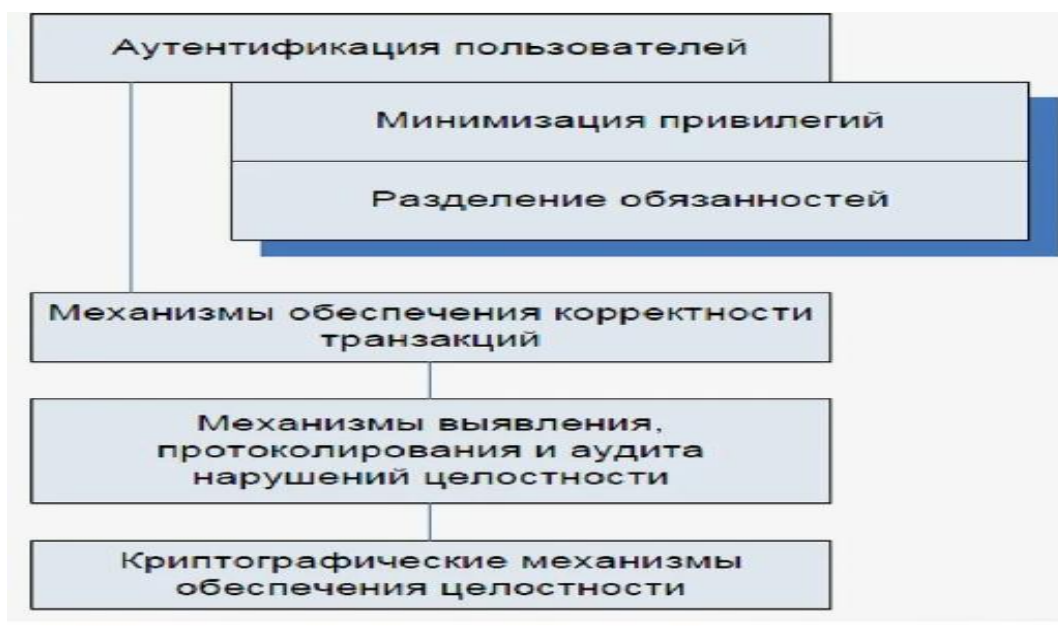 Аутентификация пользователей
Минимизация привилегий
Разделение обязанностей
Механизмы обеспечения корректности
транзакций
Механизмы выявления,
протоколирования и аудита
нарушений целостности
Криптографические механизмы
обеспечения целостности